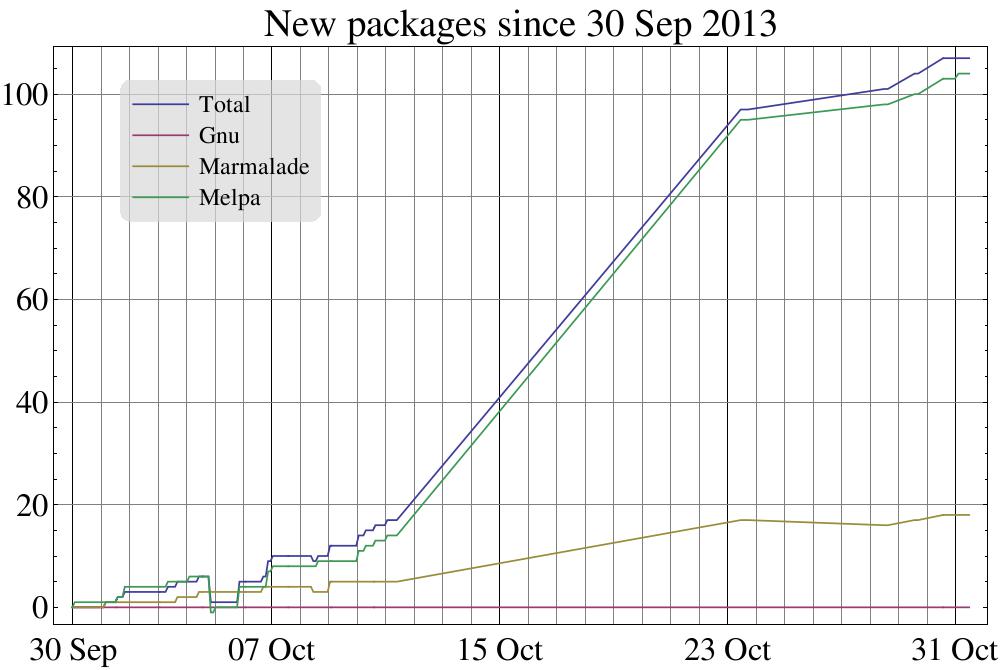 New packages since 30 Sep 2013
100
80
60
40
20
0
Total
Gnu
Marmalade
Melpa
30 Sep 07 Oct 15 Oct 23 Oct 31 Oct